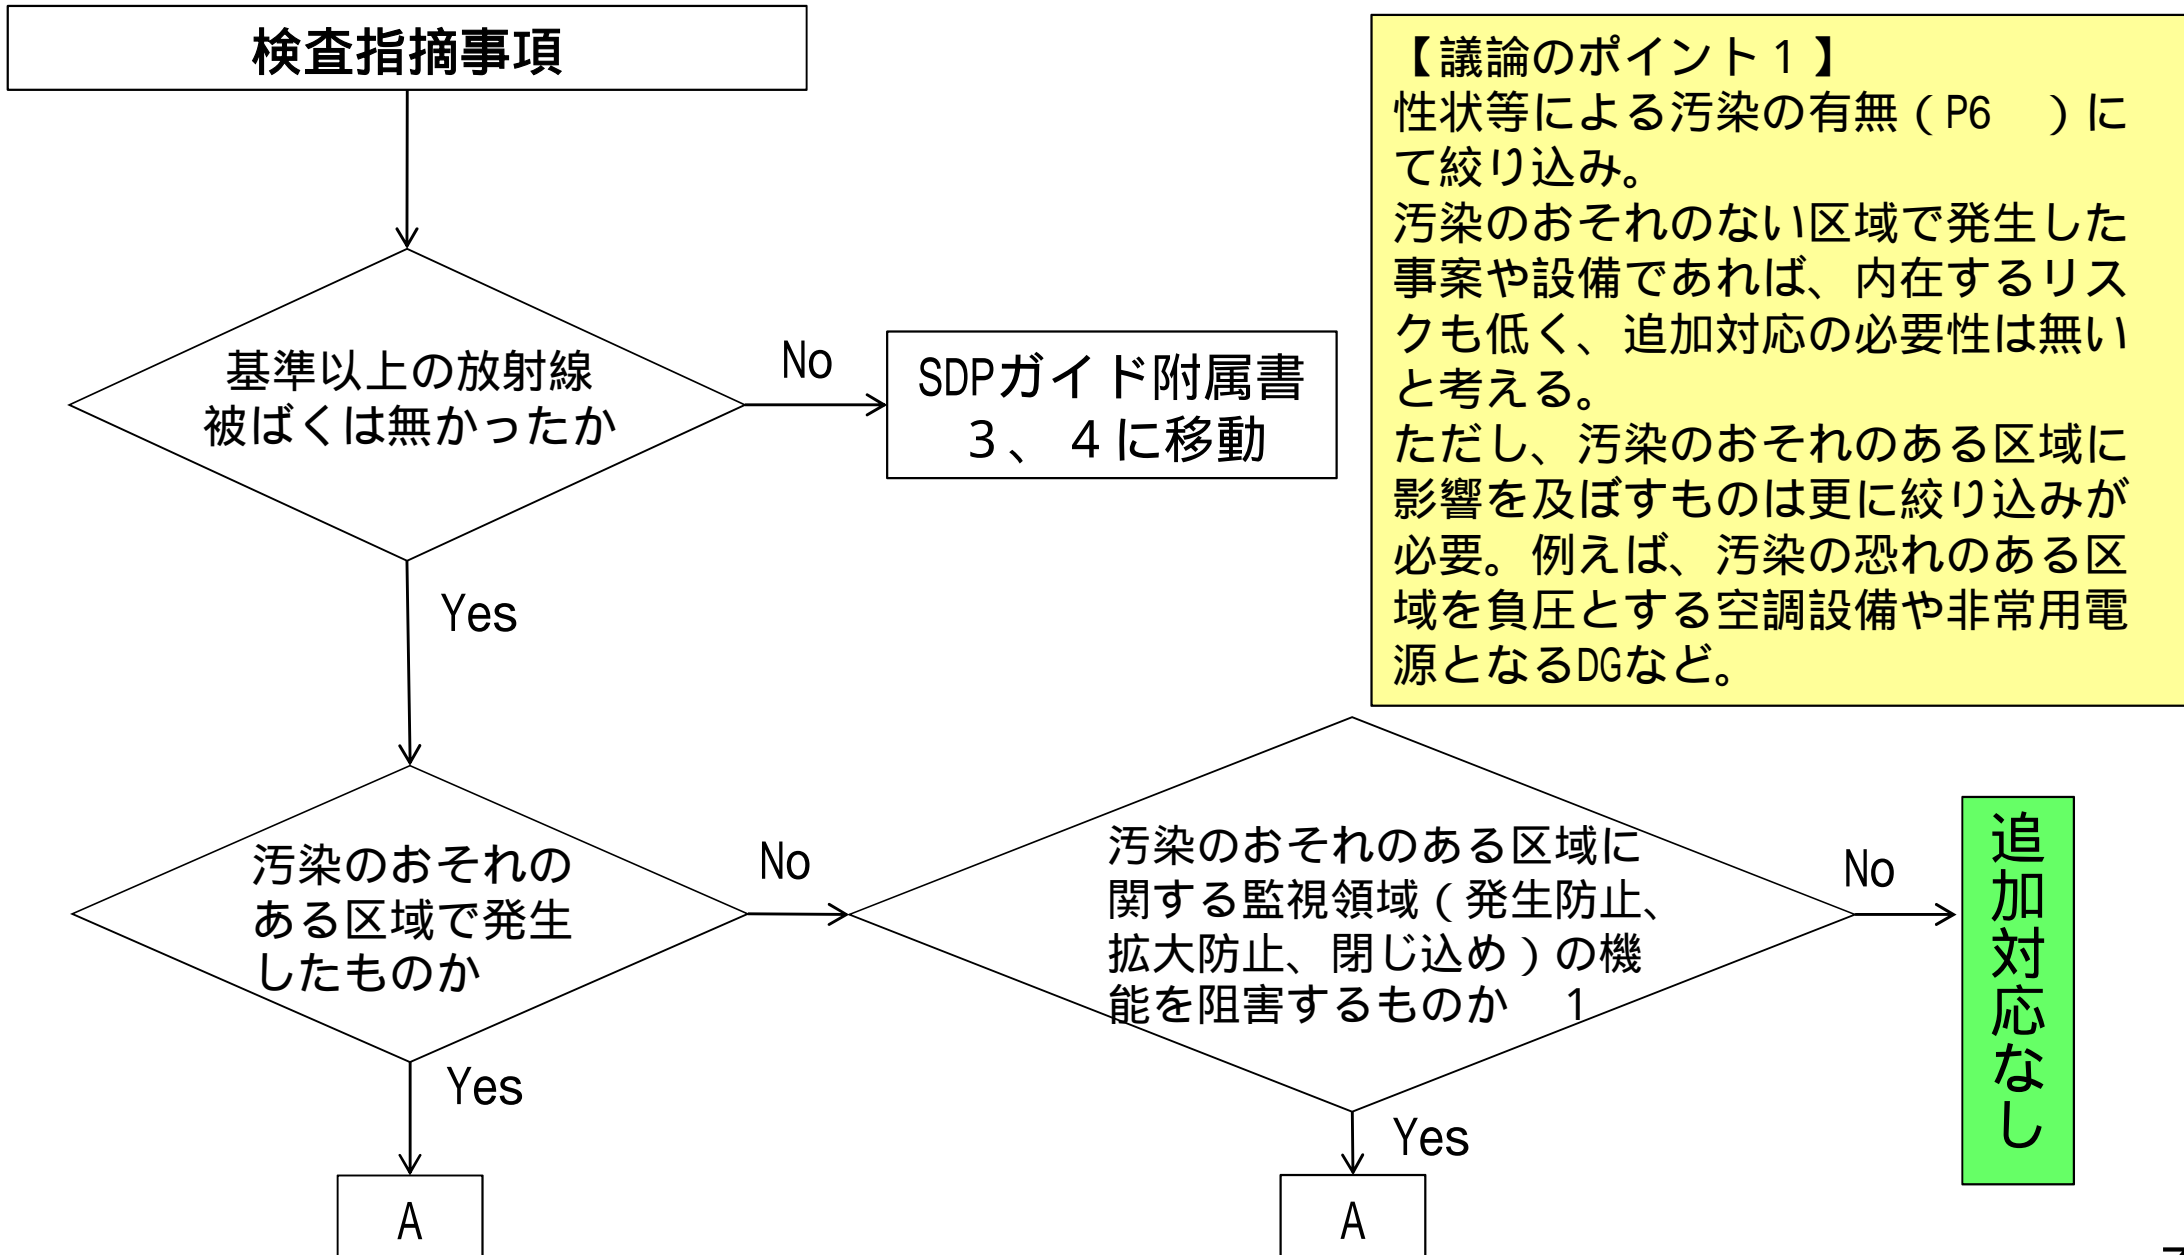 検査指摘事項
【議論のポイント1】
性状等による汚染の有無(P6　)に
て絞り込み。
汚染のおそれのない区域で発生した
事案や設備であれば、内在するリス
クも低く、追加対応の必要性は無い
と考える。
ただし、汚染のおそれのある区域に
影響を及ぼすものは更に絞り込みが
必要。例えば、汚染の恐れのある区
域を負圧とする空調設備や非常用電
源となるDGなど。
基準以上の放射線
被ばくは無かったか
No
SDPガイド附属書
3、4に移動
Yes
汚染のおそれの
ある区域で発生
したものか
No
汚染のおそれのある区域に
関する監視領域(発生防止、
拡大防止、閉じ込め)の機
能を阻害するものか　1
No
追加対応なし
Yes
A
Yes
A